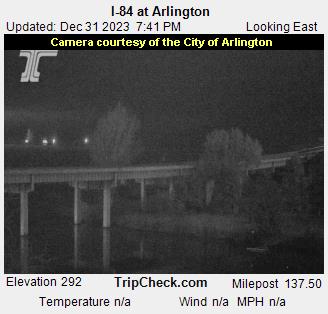 I-84 at Arlington
Updated: Dec 31 2023 7:41 PM Looking East
Camera courtesy of the City of Arlington
Elevation 292 TripCheck.com Milepost 137.50
Temperature n/a Wind n/a MPH n/a